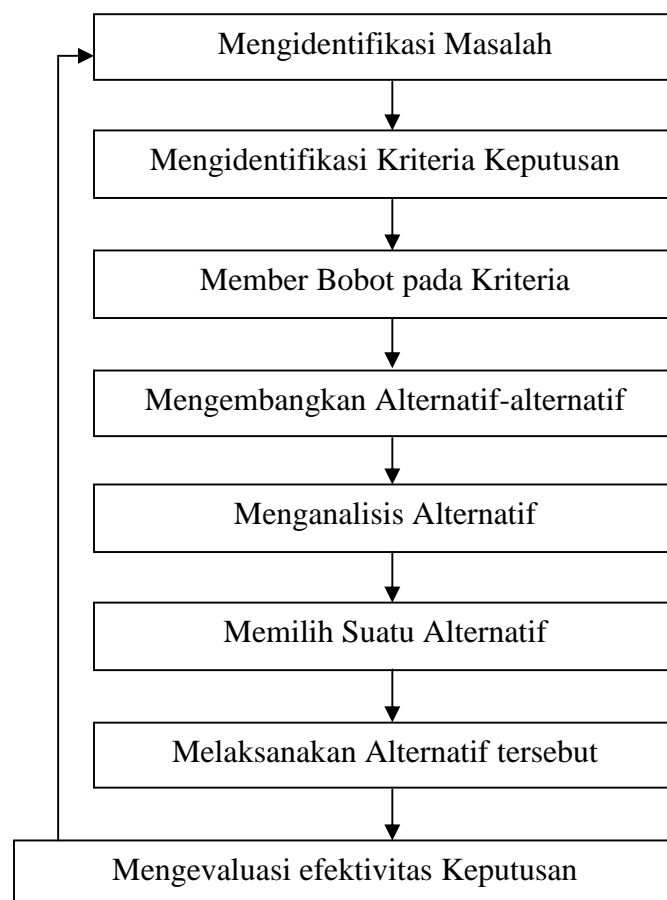 Mengidentifikasi Masalah
Mengidentifikasi Kriteria Keputusan
Member Bobot pada Kriteria
Mengembangkan Alternatif-alternatif
Menganalisis Alternatif
Memilih Suatu Alternatif
Melaksanakan Alternatif tersebut
Mengevaluasi efektivitas Keputusan